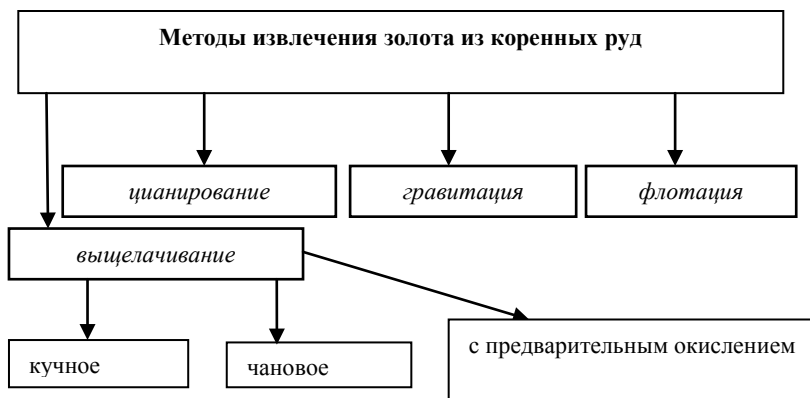 Методы извлечения золота из коренных руд
цианирование
гравитация
флотация
выщелачивание
кучное
чановое
с предварительным окислением